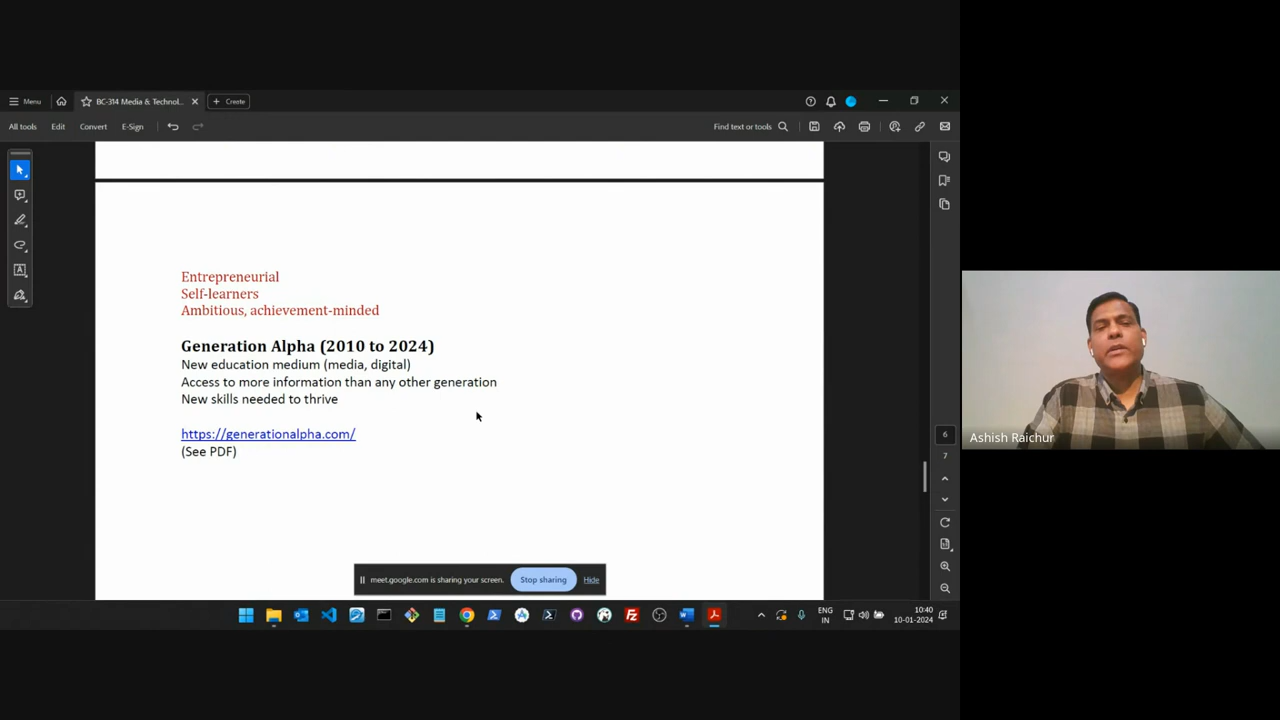 Menu
BC-314 Media & Technol...
Create
All tools
Edit
Convert
E-Sign
Find text or tools
Entrepreneurial
Self-learners
Ambitious, achievement-minded
Generation Alpha (2010 to 2024)
New education medium (media, digital)
Access to more information than any other generation
New skills needed to thrive
https://generationalpha.com/
(See PDF)
6
7
Ashish Raichur
meet.google.com is sharing your screen.
Stop sharing
Hide
ENG
IN
10:40
10-01-2024